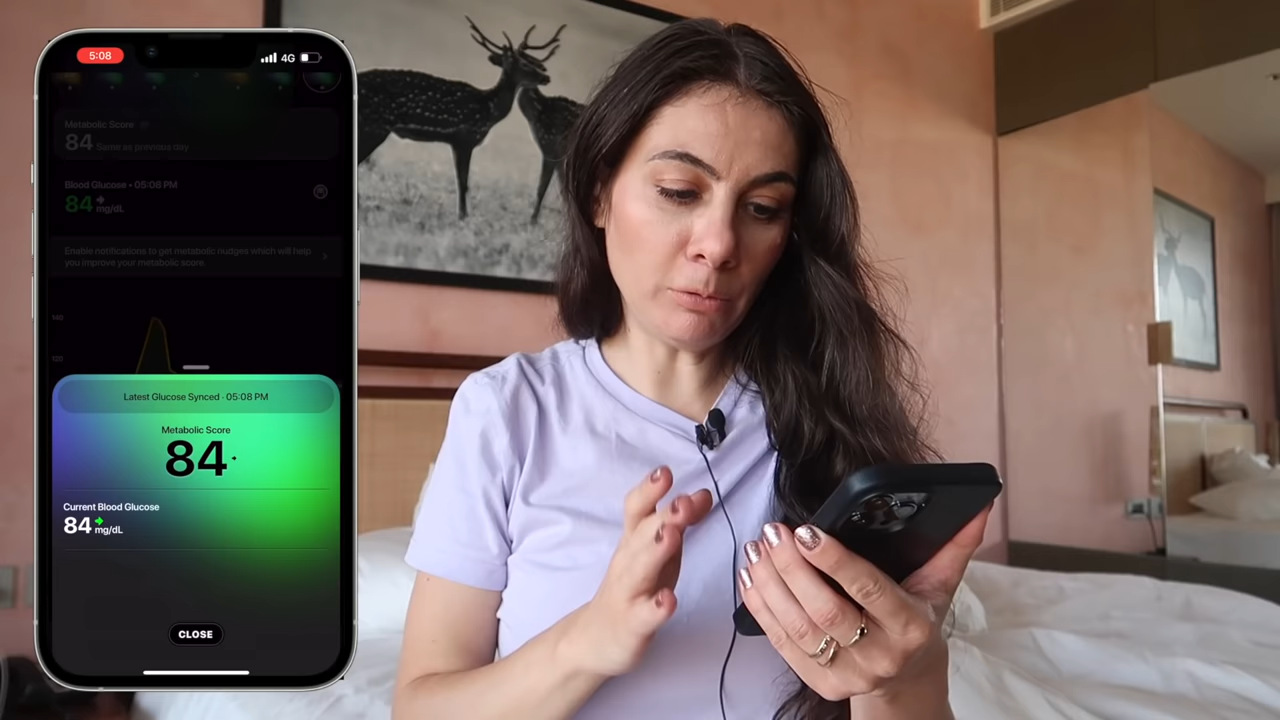 5:08
4G
Metabolic Score
84 Same as previous day
Blood Glucose • 05:08 PM
84 mg/dL
Enable notifications to get metabolic nudges which will help
you improve your metabolic score
140
100
Latest Glucose Synced · 05:08 PM
Metabolic Score
84
Current Blood Glucose
84 mg/dL
CLOSE